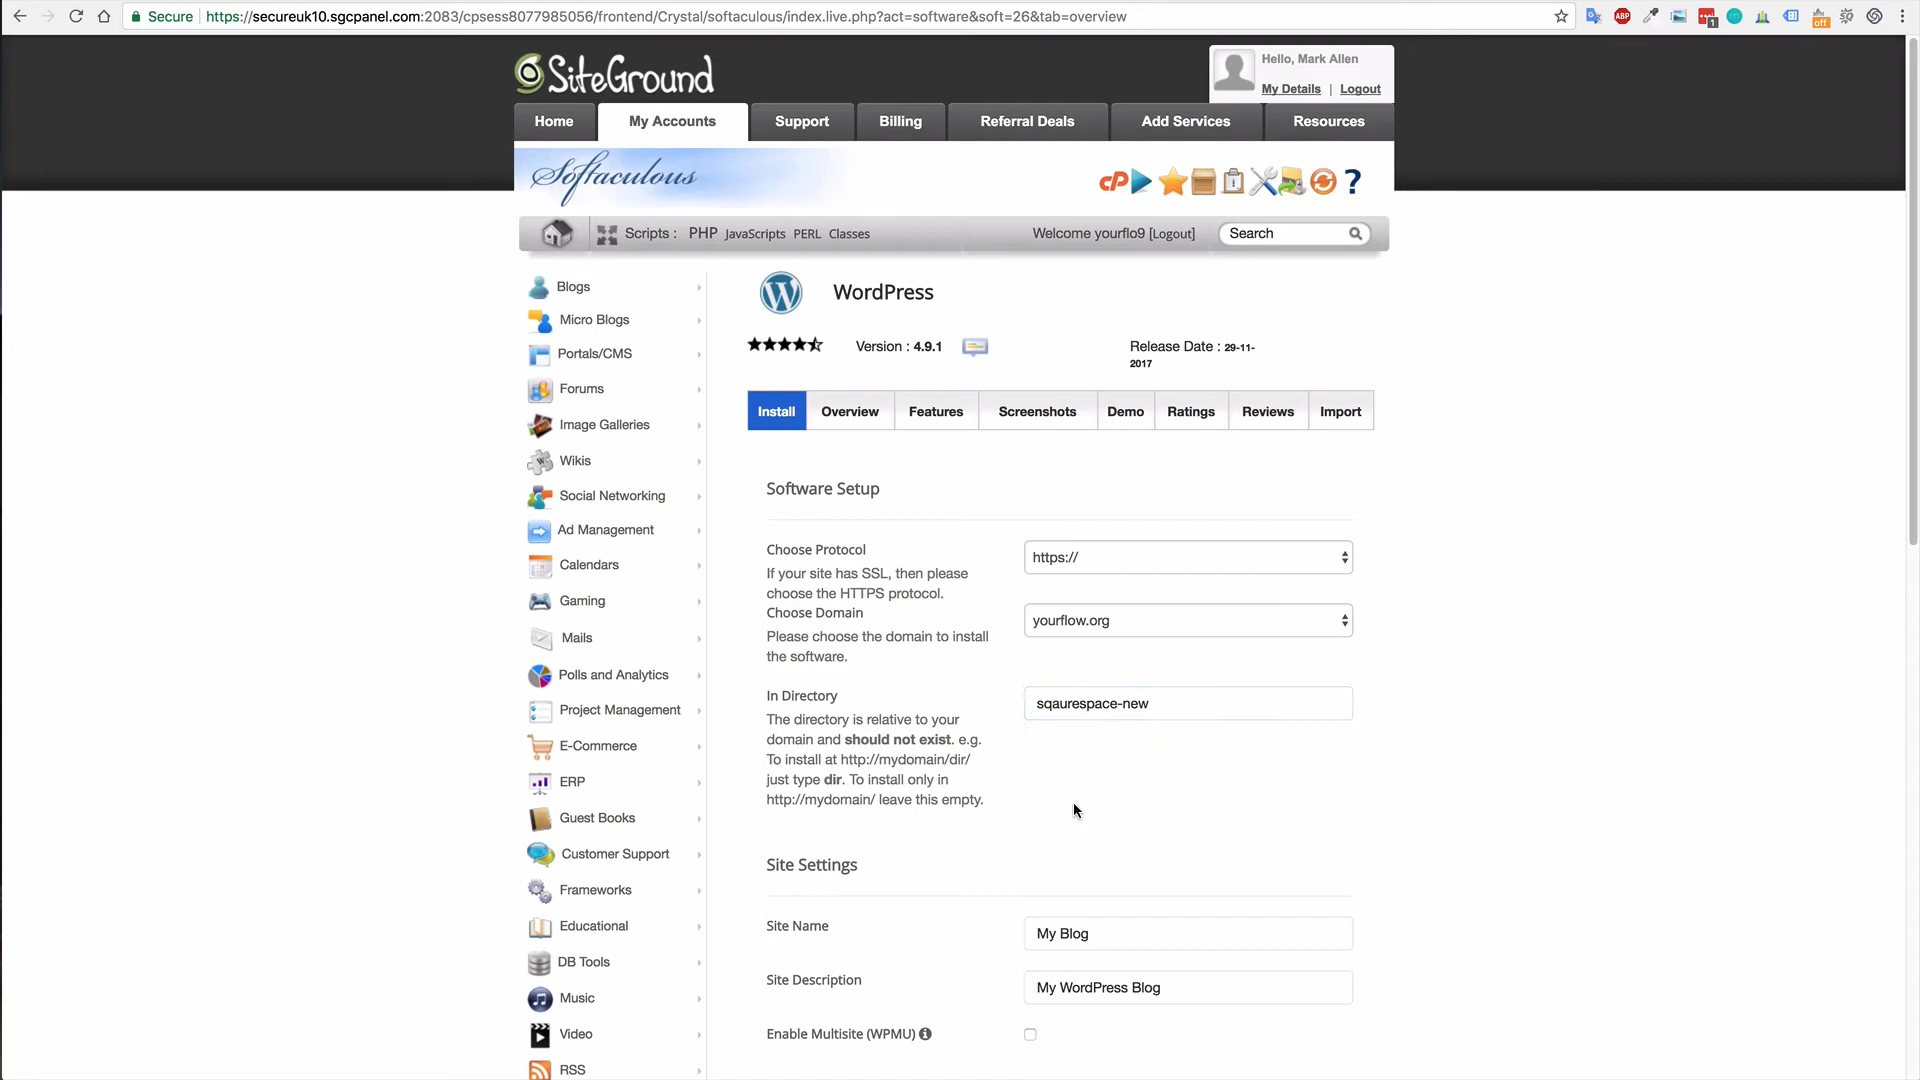 Secure https://secureuk10.sgcpanel.com:2083/cpsess8077985056/frontend/Crystal/softaculous/index.live.php?act=software&soft=26&tab=overview
ABP 1 off
SiteGround
Hello, Mark Allen
My Details | Logout
Home My Accounts Support Billing Referral Deals Add Services Resources
Softaculous
cP ?
Scripts : PHP JavaScripts PERL Classes Welcome yourflo9 [Logout] Search
Blogs
Micro Blogs
Portals/CMS
Forums
Image Galleries
Wikis
Social Networking
Ad Management
Calendars
Gaming
Mails
Polls and Analytics
Project Management
E-Commerce
ERP
Guest Books
Customer Support
Frameworks
Educational
DB Tools
Music
Video
RSS
WordPress
Version : 4.9.1 Release Date : 29-11-
2017
Install Overview Features Screenshots Demo Ratings Reviews Import
Software Setup
Choose Protocol
https://
If your site has SSL, then please
choose the HTTPS protocol.
Choose Domain
yourflow.org
Please choose the domain to install
the software.
In Directory
sqaurespace-new
The directory is relative to your
domain and should not exist. e.g.
To install at http://mydomain/dir/
just type dir. To install only in
http://mydomain/ leave this empty.
Site Settings
Site Name My Blog
Site Description My WordPress Blog
Enable Multisite (WPMU)